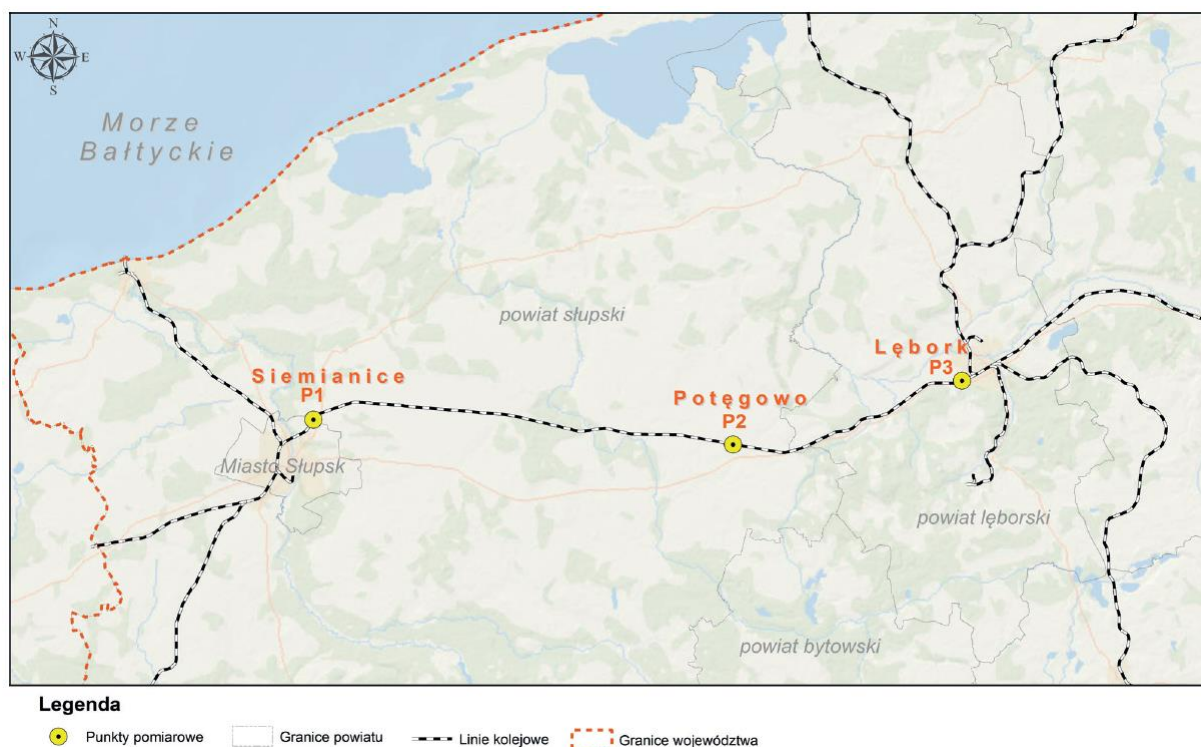 N
W E
S
Morze
Bałtyckie
powiat słupski
Lębork
P3
Siemianice
P1
Potęgowo
P2
Miasto Słupsk
powiat lęborski
powiat bytowski
Legenda
Punkty pomiarowe Granice powiatu Linie kolejowe Granice województwa